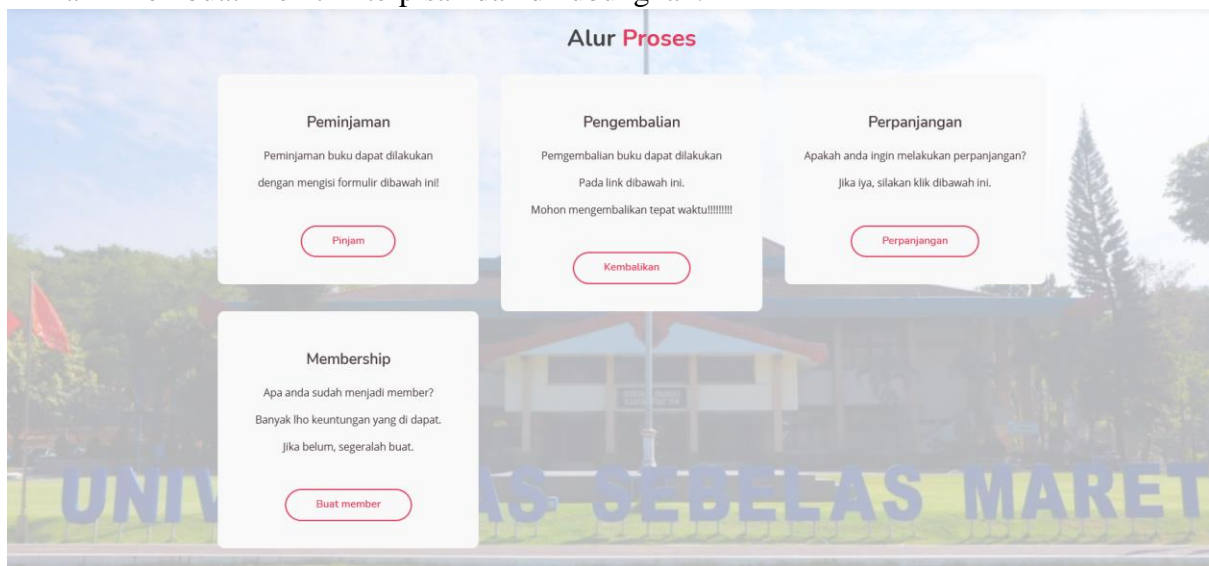 Alur Proses
Peminjaman
Peminjaman buku dapat dilakukan
dengan mengisi formulir dibawah ini!
Pinjam
Pengembalian
Pemgembalian buku dapat dilakukan
Pada link dibawah ini.
Mohon mengembalikan tepat waktu!!!!!!!!!
Kembalikan
Perpanjangan
Apakah anda ingin melakukan perpanjangan?
Jika iya, silakan klik dibawah ini.
Perpanjangan
Membership
Apa anda sudah menjadi member?
Banyak lho keuntungan yang di dapat.
Jika belum, segeralah buat.
Buat member
UNIV AS SEBELAS MARET